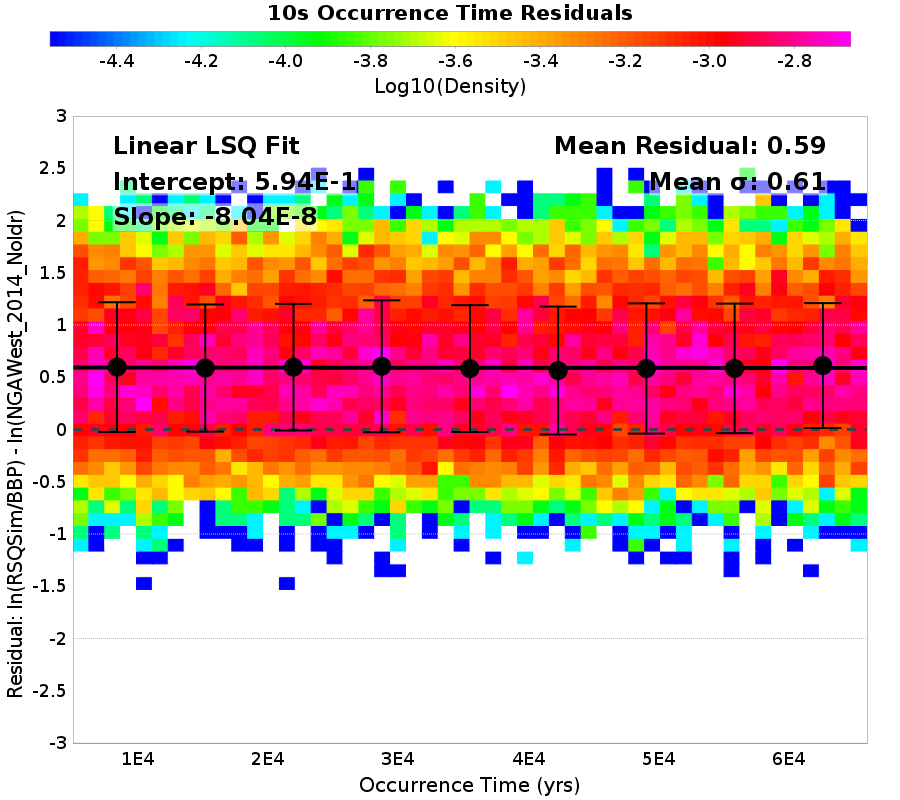 10s Occurrence Time Residuals
-4.4 -4.2 -4.0 -3.8 -3.6 -3.4 -3.2 -3.0 -2.8
Log10(Density)
Linear LSQ Fit
Intercept: 5.94E-1
Slope: -8.04E-8
Mean Residual: 0.59
Mean σ: 0.61
Residual: ln(RSQSim/BBP) - ln(NGAWest_2014_NoIdr)
3
2.5
2
1.5
1
0.5
0
-0.5
-1
-1.5
-2
-2.5
-3
1E4 2E4 3E4 4E4 5E4 6E4
Occurrence Time (yrs)